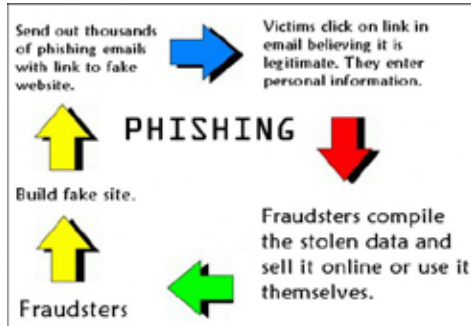 Send out thousands
of phishing emails
with link to fake
website.
Victims click on link in
email believing it is
legitimate. They enter
personal information.
PHISHING
Build fake site.
Fraudsters compile
the stolen data and
sell it online or use it
themselves.
Fraudsters